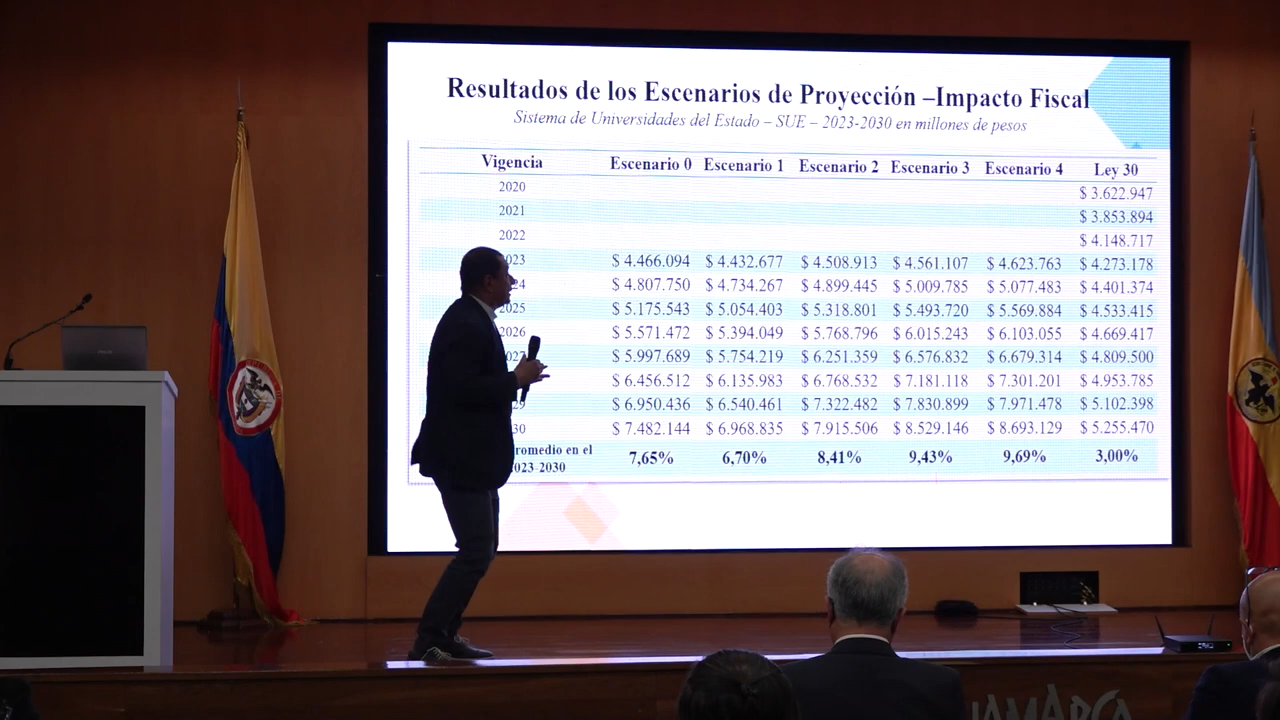 Resultados de los Escenarios de Proyección –Impacto Fiscal
Sistema de Universidades del Estado – SUE – 2023-2030 en millones de pesos
Vigencia Escenario 0 Escenario 1 Escenario 2 Escenario 3 Escenario 4 Ley 30
2020 $ 3.622.947
2021 $ 3.853.894
2022 $ 4.148.717
023 $ 4.466.094 $ 4.432.677 $ 4.508.913 $ 4.561.107 $ 4.623.763 $ 4.273.178
24 $ 4.807.750 $ 4.734.267 $ 4.899.445 $ 5.009.785 $ 5.077.483 $ 4.401.374
2025 $ 5.175.543 $ 5.054.403 $ 5.318.801 $ 5.493.720 $ 5.569.884 $ 4.533.415
2026 $ 5.571.472 $ 5.394.049 $ 5.768.796 $ 6.015.243 $ 6.103.055 $ 4.669.417
027 $ 5.997.689 $ 5.754.219 $ 6.251.359 $ 6.576.832 $ 6.679.314 $ 4.809.500
$ 6.456.512 $ 6.135.983 $ 6.768.532 $ 7.181.118 $ 7.301.201 $ 4.953.785
29 $ 6.950.436 $ 6.540.461 $ 7.322.482 $ 7.830.899 $ 7.971.478 $ 5.102.398
30 $ 7.482.144 $ 6.968.835 $ 7.915.506 $ 8.529.146 $ 8.693.129 $ 5.255.470
romedio en el
023-2030 7,65% 6,70% 8,41% 9,43% 9,69% 3,00%